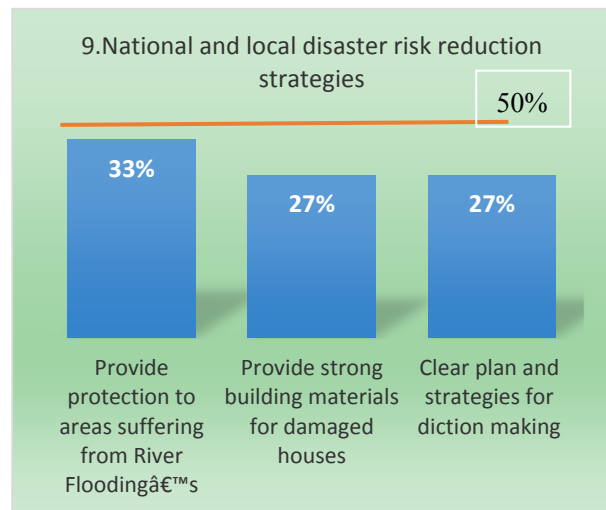 9.National and local disaster risk reduction
strategies
50%
33%
27%
27%
Provide
protection to
areas suffering
from River
Floodingâ€™s
Provide strong
building materials
for damaged
houses
Clear plan and
strategies for
diction making